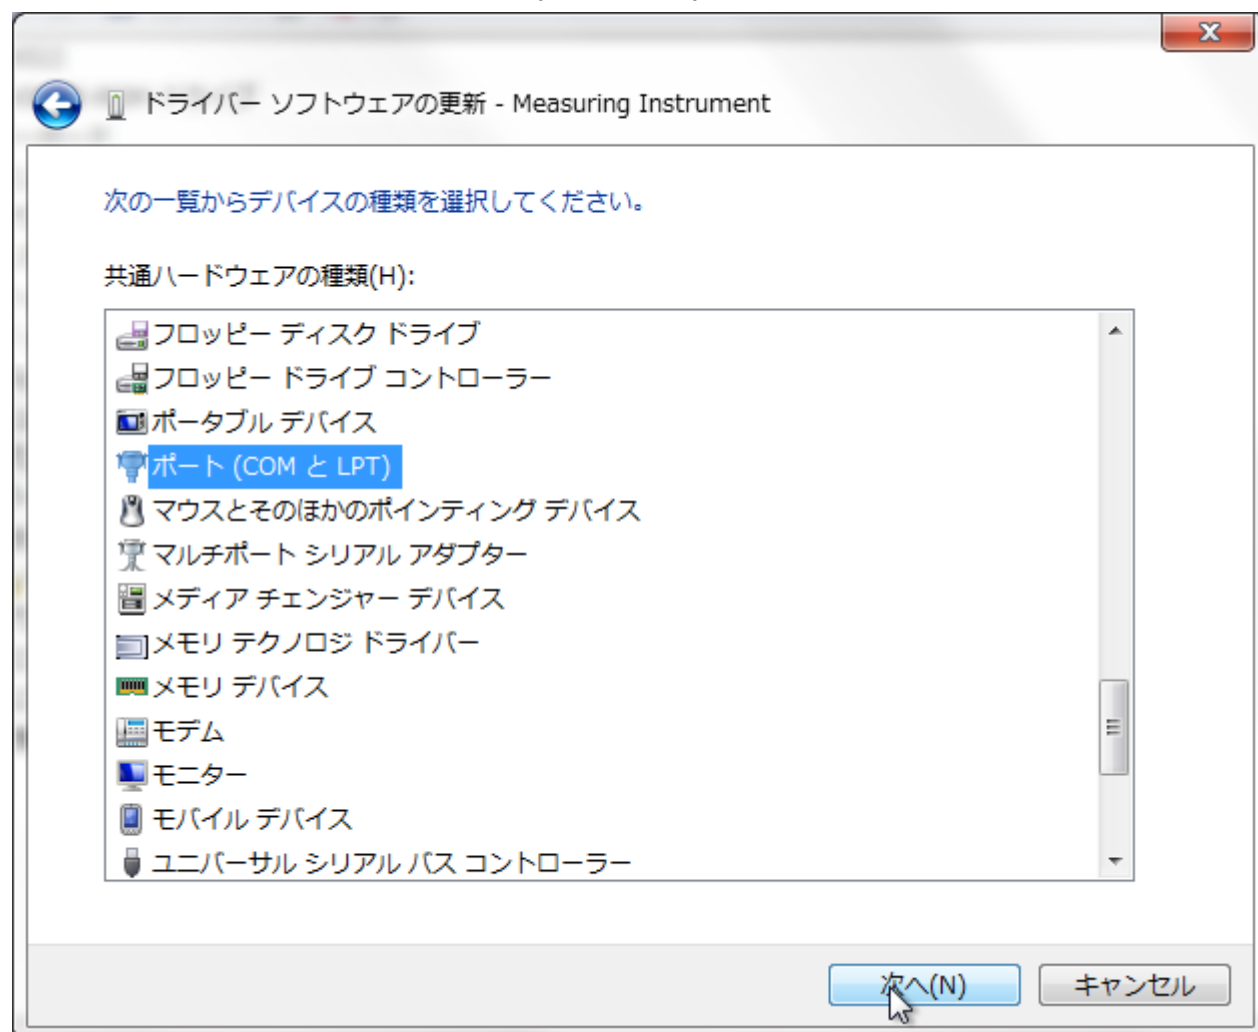 ドライバー ソフトウェアの更新 - Measuring Instrument
次の一覧からデバイスの種類を選択してください。
共通ハードウェアの種類(H):
フロッピー ディスク ドライブ
フロッピー ドライブ コントローラー
ポータブル デバイス
ポート (COM と LPT)
マウスとそのほかのポインティング デバイス
マルチポート シリアル アダプター
メディア チェンジャー デバイス
メモリ テクノロジ ドライバー
メモリ デバイス
モデム
モニター
モバイル デバイス
ユニバーサル シリアル バス コントローラー
次へ(N) キャンセル